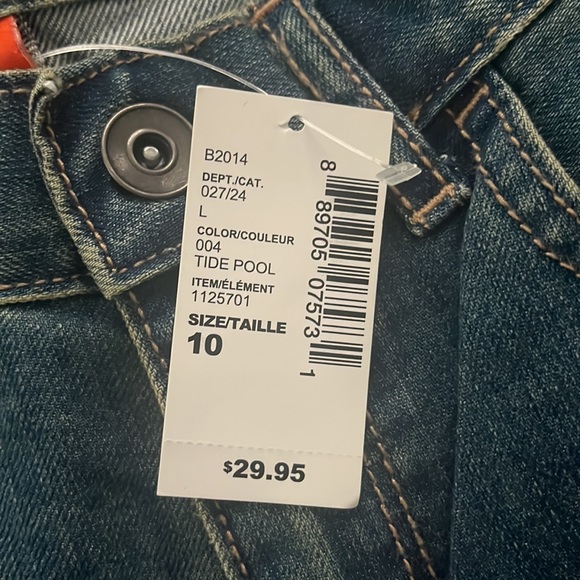 B2014
DEPT./CAT.
027/24
L
COLOR/COULEUR
004
TIDE POOL
ITEM/ÉLÉMENT
1125701
SIZE/TAILLE
10
8 89705 07573 1
$29.95